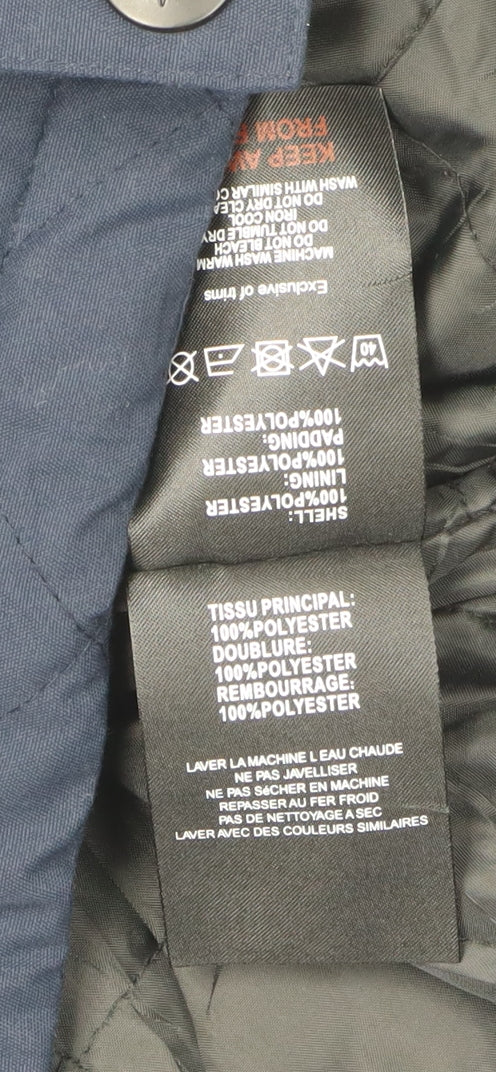 SHELL:
100%POLYESTER
LINING:
100%POLYESTER
PADDING:
100%POLYESTER
40
Exclusive of trims
MACHINE WASH WARM
DO NOT BLEACH
DO NOT TUMBLE DRY
IRON COOL
DO NOT DRY CLEA
WASH WITH SIMILAR CO
KEEP AW
FROM F
TISSU PRINCIPAL:
100%POLYESTER
DOUBLURE:
100%POLYESTER
REMBOURRAGE:
100%POLYESTER
LAVER LA MACHINE L EAU CHAUDE
NE PAS JAVELLISER
NE PAS SéCHER EN MACHINE
REPASSER AU FER FROID
PAS DE NETTOYAGE A SEC
LAVER AVEC DES COULEURS SIMILAIRES